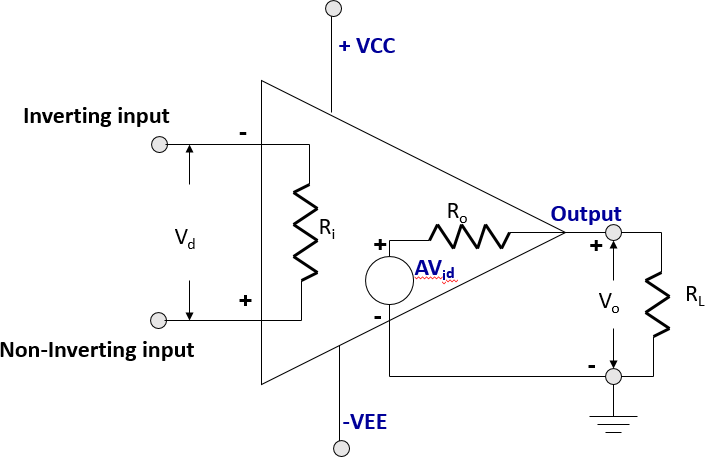 + VCC
Inverting input
-
Vd
Ri
+
Non-Inverting input
Ro
+
AVid
-
Output
+
Vo
-
RL
-VEE